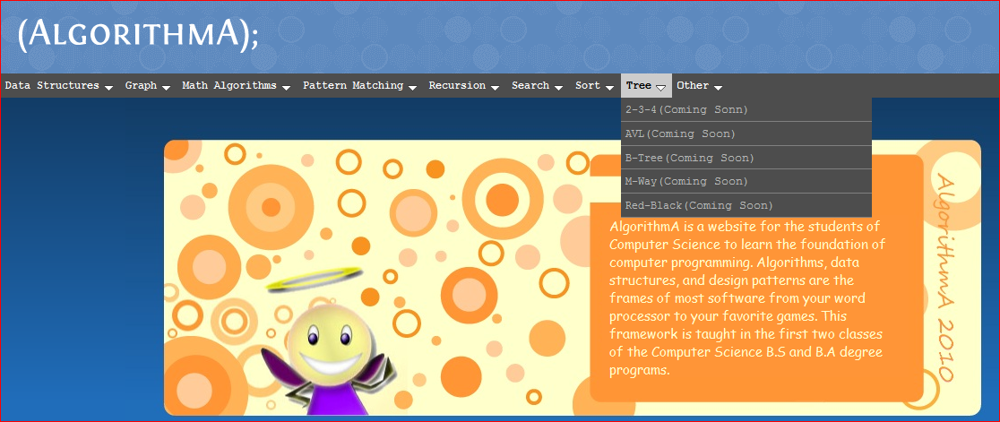 (AlgorithmA);
Data Structures Graph Math Algorithms Pattern Matching Recursion Search Sort Tree Other
2-3-4(Coming Sonn)
AVL(Coming Soon)
B-Tree(Coming Soon)
M-Way(Coming Soon)
Red-Black(Coming Soon)
AlgorithmA is a website for the students of
Computer Science to learn the foundation of
computer programming. Algorithms, data
structures, and design patterns are the
frames of most software from your word
processor to your favorite games. This
framework is taught in the first two classes
of the Computer Science B.S and B.A degree
programs.
AlgorithmA 2010